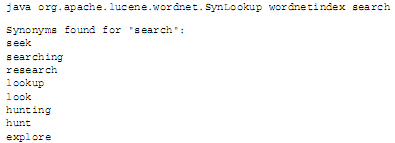 java org.apache.lucene.wordnet.SynLookup wordnetindex search
Synonyms found for "search":
seek
searching
research
lookup
look
hunting
hunt
explore